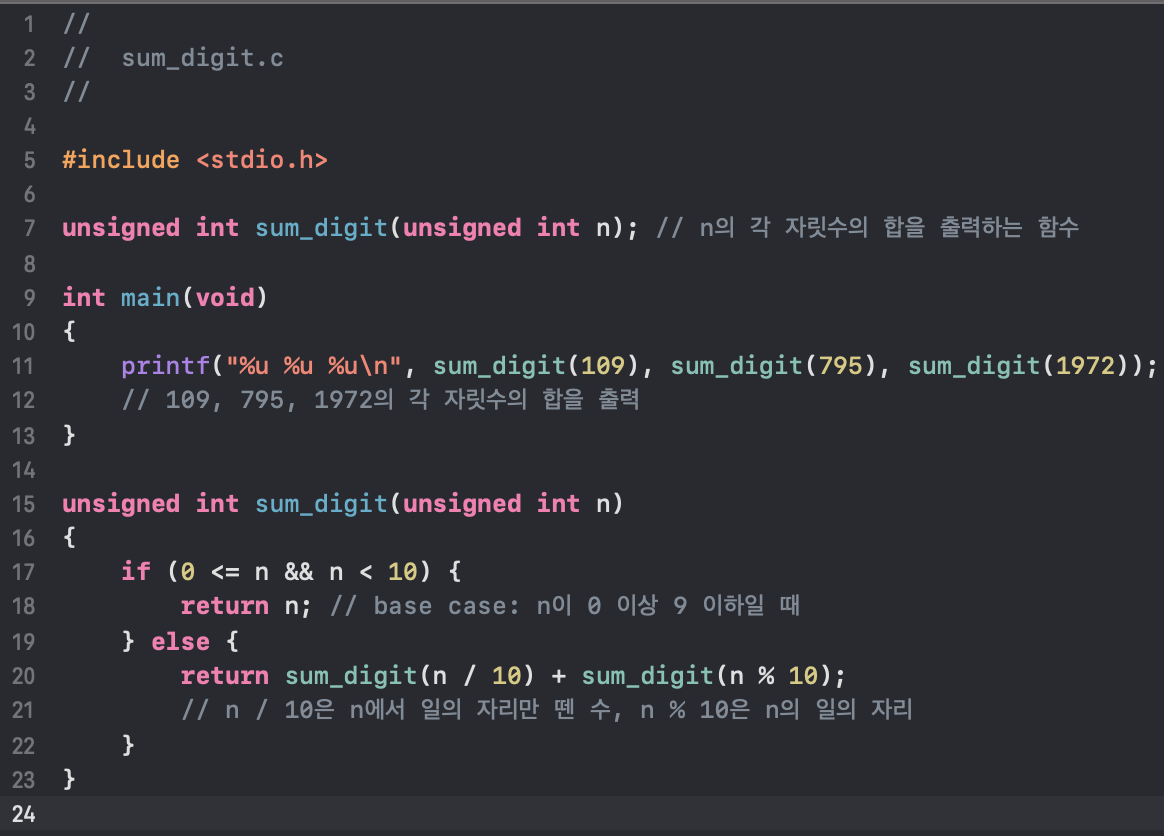 1 //
2 //  sum_digit.c
3 //
4
5 #include <stdio.h>
6
7 unsigned int sum_digit(unsigned int n); // n의 각 자릿수의 합을 출력하는 함수
8
9 int main(void)
10 {
11     printf("%u %u %u\n", sum_digit(109), sum_digit(795), sum_digit(1972));
12     // 109, 795, 1972의 각 자릿수의 합을 출력
13 }
14
15 unsigned int sum_digit(unsigned int n)
16 {
17     if (0 <= n && n < 10) {
18         return n; // base case: n이 0 이상 9 이하일 때
19     } else {
20         return sum_digit(n / 10) + sum_digit(n % 10);
21         // n / 10은 n에서 일의 자리만 뗀 수, n % 10은 n의 일의 자리
22     }
23 }
24